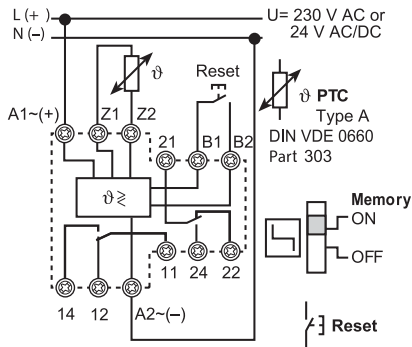 L (+)
N (–)
U= 230 V AC or
24 V AC/DC
ϑ
Reset
ϑ PTC
Type A
DIN VDE 0660
Part 303
A1~(+)
Z1
Z2
21
B1
B2
ϑ ≷
Memory
ON
OFF
11
24
22
14
12
A2~(–)
Reset